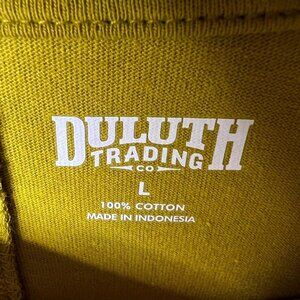 DULUTH
TRADING
CO
L
100% COTTON
MADE IN INDONESIA